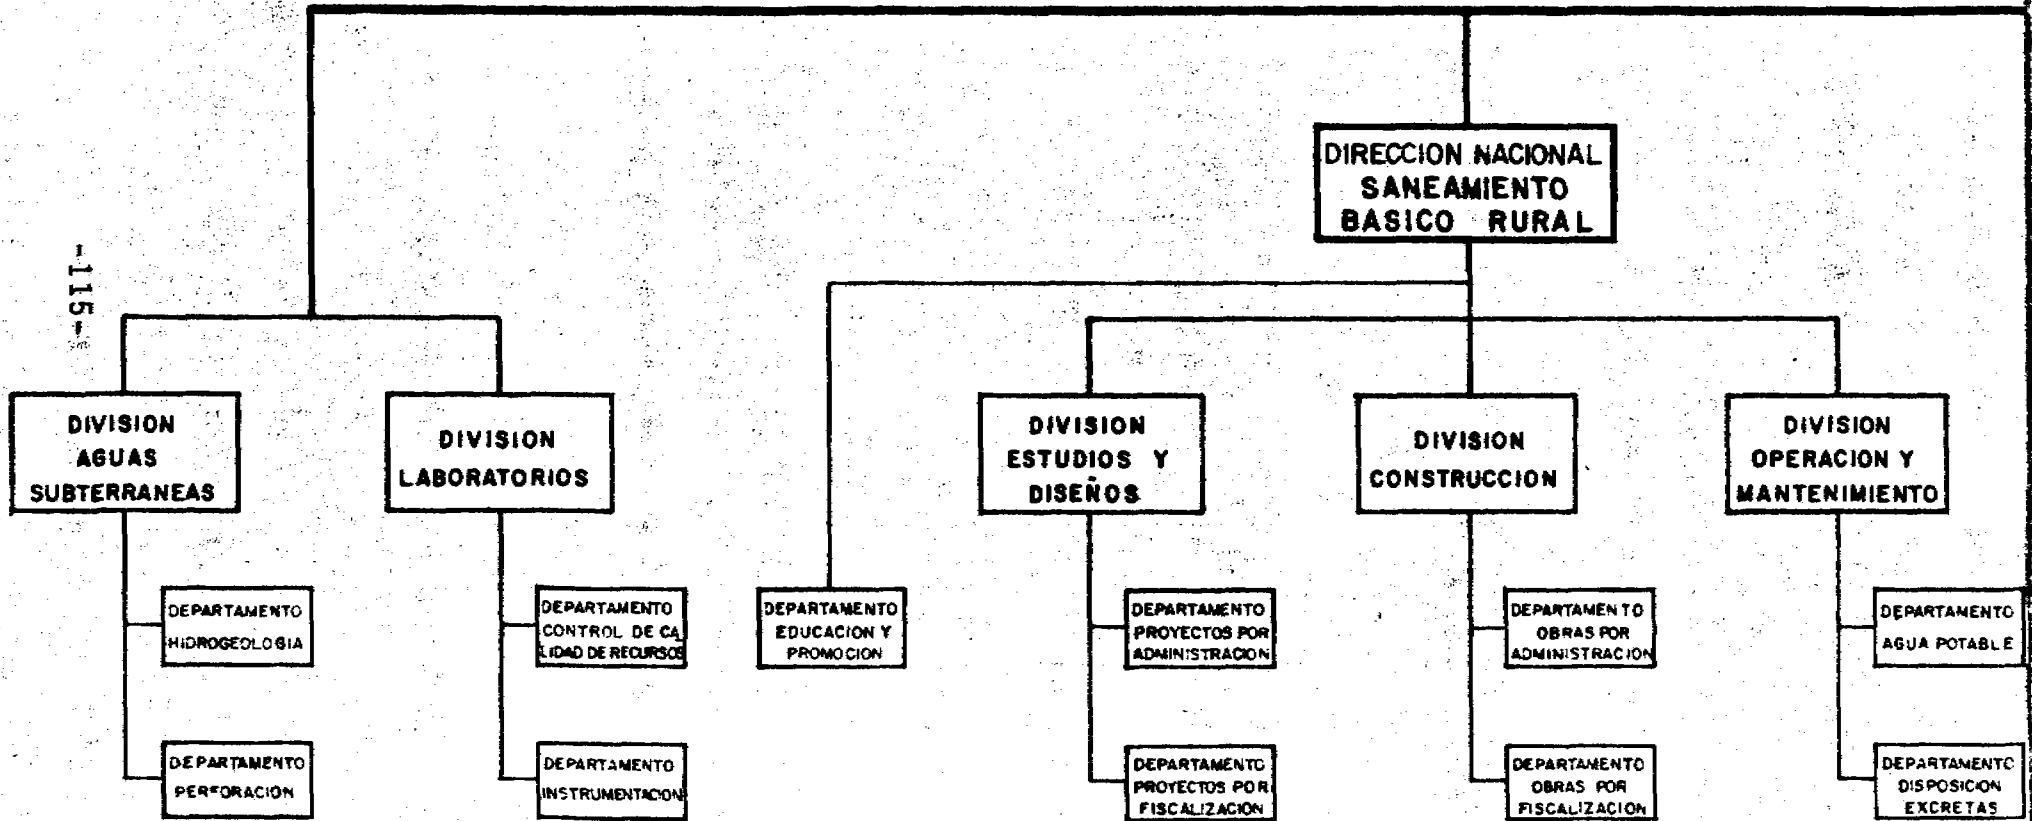 DIRECCION NACIONAL
SANEAMIENTO
BASICO RURAL
-115-
DIVISION
AGUAS
SUBTERRANEAS
DIVISION
LABORATORIOS
DIVISION
ESTUDIOS Y
DISEÑOS
DIVISION
CONSTRUCCION
DIVISION
OPERACION Y
MANTENIMIENTO
DEPARTAMENTO
HIDROGEOLOGIA
DEPARTAMENTO
CONTROL DE CA
LIDAD DE RECURSOS
DEPARTAMENTO
EDUCACION Y
PROMOCION
DEPARTAMENTO
PROYECTOS POR
ADMINISTRACION
DEPARTAMENTO
OBRAS POR
ADMINISTRACION
DEPARTAMENTO
AGUA POTABLE
DEPARTAMENTO
PERFORACION
DEPARTAMENTO
INSTRUMENTACION
DEPARTAMENTO
PROYECTOS POR
FISCALIZACION
DEPARTAMENTO
OBRAS POR
FISCALIZACION
DEPARTAMENTO
DISPOSICION
EXCRETAS